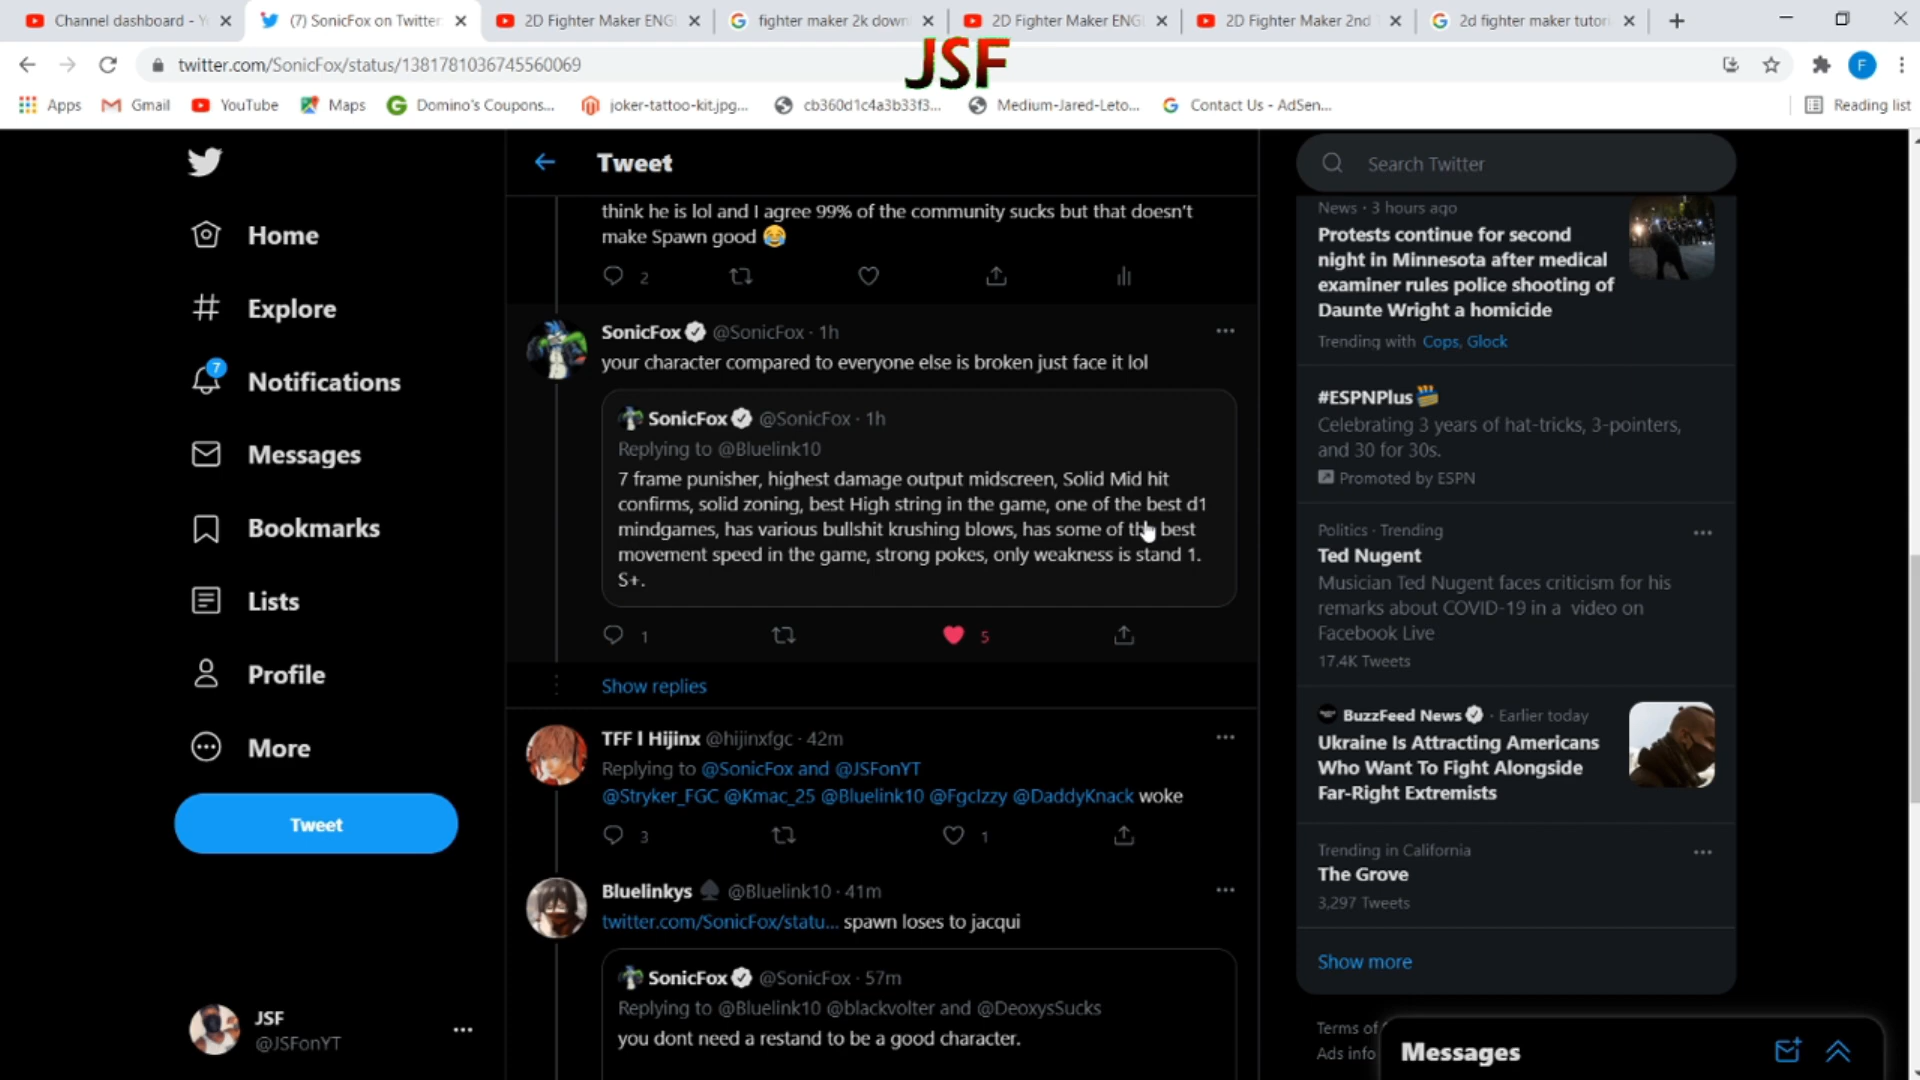 Channel dashboard - Y
(7) SonicFox on Twitter
2D Fighter Maker ENG
fighter maker 2k down
2D Fighter Maker ENG
2D Fighter Maker 2nd
2d fighter maker tutori
JSF
twitter.com/SonicFox/status/1381781036745560069
F
Apps
Gmail
YouTube
Maps
Domino's Coupons...
joker-tattoo-kit.jpg...
cb360d1c4a3b33f3...
Medium-Jared-Leto...
Contact Us - AdSen...
Reading list
Home
Explore
7
Notifications
Messages
Bookmarks
Lists
Profile
More
Tweet
JSF
@JSFonYT
Tweet
think he is lol and I agree 99% of the community sucks but that doesn't
make Spawn good 😂
2
SonicFox @SonicFox · 1h
your character compared to everyone else is broken just face it lol
SonicFox @SonicFox · 1h
Replying to @Bluelink10
7 frame punisher, highest damage output midscreen, Solid Mid hit
confirms, solid zoning, best High string in the game, one of the best d1
mindgames, has various bullshit krushing blows, has some of the best
movement speed in the game, strong pokes, only weakness is stand 1.
S+.
1
5
Show replies
TFF l Hijinx @hijinxfgc · 42m
Replying to @SonicFox and @JSFonYT
@Stryker_FGC @Kmac_25 @Bluelink10 @FgcIzzy @DaddyKnack woke
3
1
Bluelinkys ♠ @Bluelink10 · 41m
twitter.com/SonicFox/statu... spawn loses to jacqui
SonicFox @SonicFox · 57m
Replying to @Bluelink10 @blackvolter and @DeoxysSucks
you dont need a restand to be a good character.
Search Twitter
News · 3 hours ago
Protests continue for second
night in Minnesota after medical
examiner rules police shooting of
Daunte Wright a homicide
Trending with Cops, Glock
#ESPNPlus
Celebrating 3 years of hat-tricks, 3-pointers,
and 30 for 30s.
Promoted by ESPN
Politics · Trending
Ted Nugent
Musician Ted Nugent faces criticism for his
remarks about COVID-19 in a video on
Facebook Live
17.4K Tweets
BuzzFeed News · Earlier today
Ukraine Is Attracting Americans
Who Want To Fight Alongside
Far-Right Extremists
Trending in California
The Grove
3,297 Tweets
Show more
Terms of
Ads info
Messages